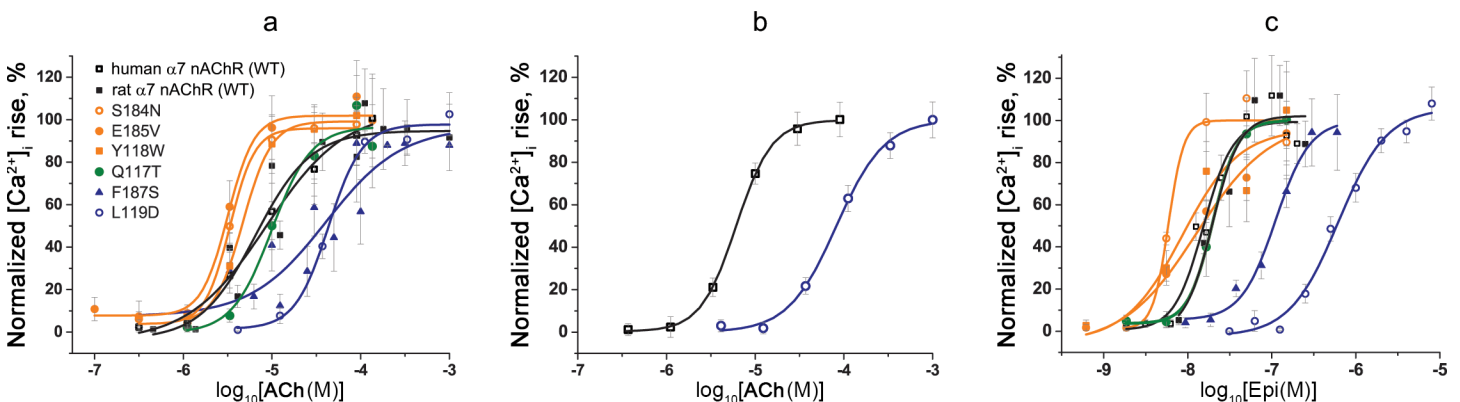 a
Normalized [Ca²⁺]ᵢ rise, %
120
100
80
60
40
20
0
human α7 nAChR (WT)
rat α7 nAChR (WT)
S184N
E185V
Y118W
Q117T
F187S
L119D
-7
-6
-5
-4
-3
log₁₀[ACh(M)]
b
Normalized [Ca²⁺]ᵢ rise, %
120
100
80
60
40
20
0
-7
-6
-5
-4
-3
log₁₀[ACh(M)]
c
Normalized [Ca²⁺]ᵢ rise, %
120
100
80
60
40
20
0
-9
-8
-7
-6
-5
log₁₀[Epi(M)]